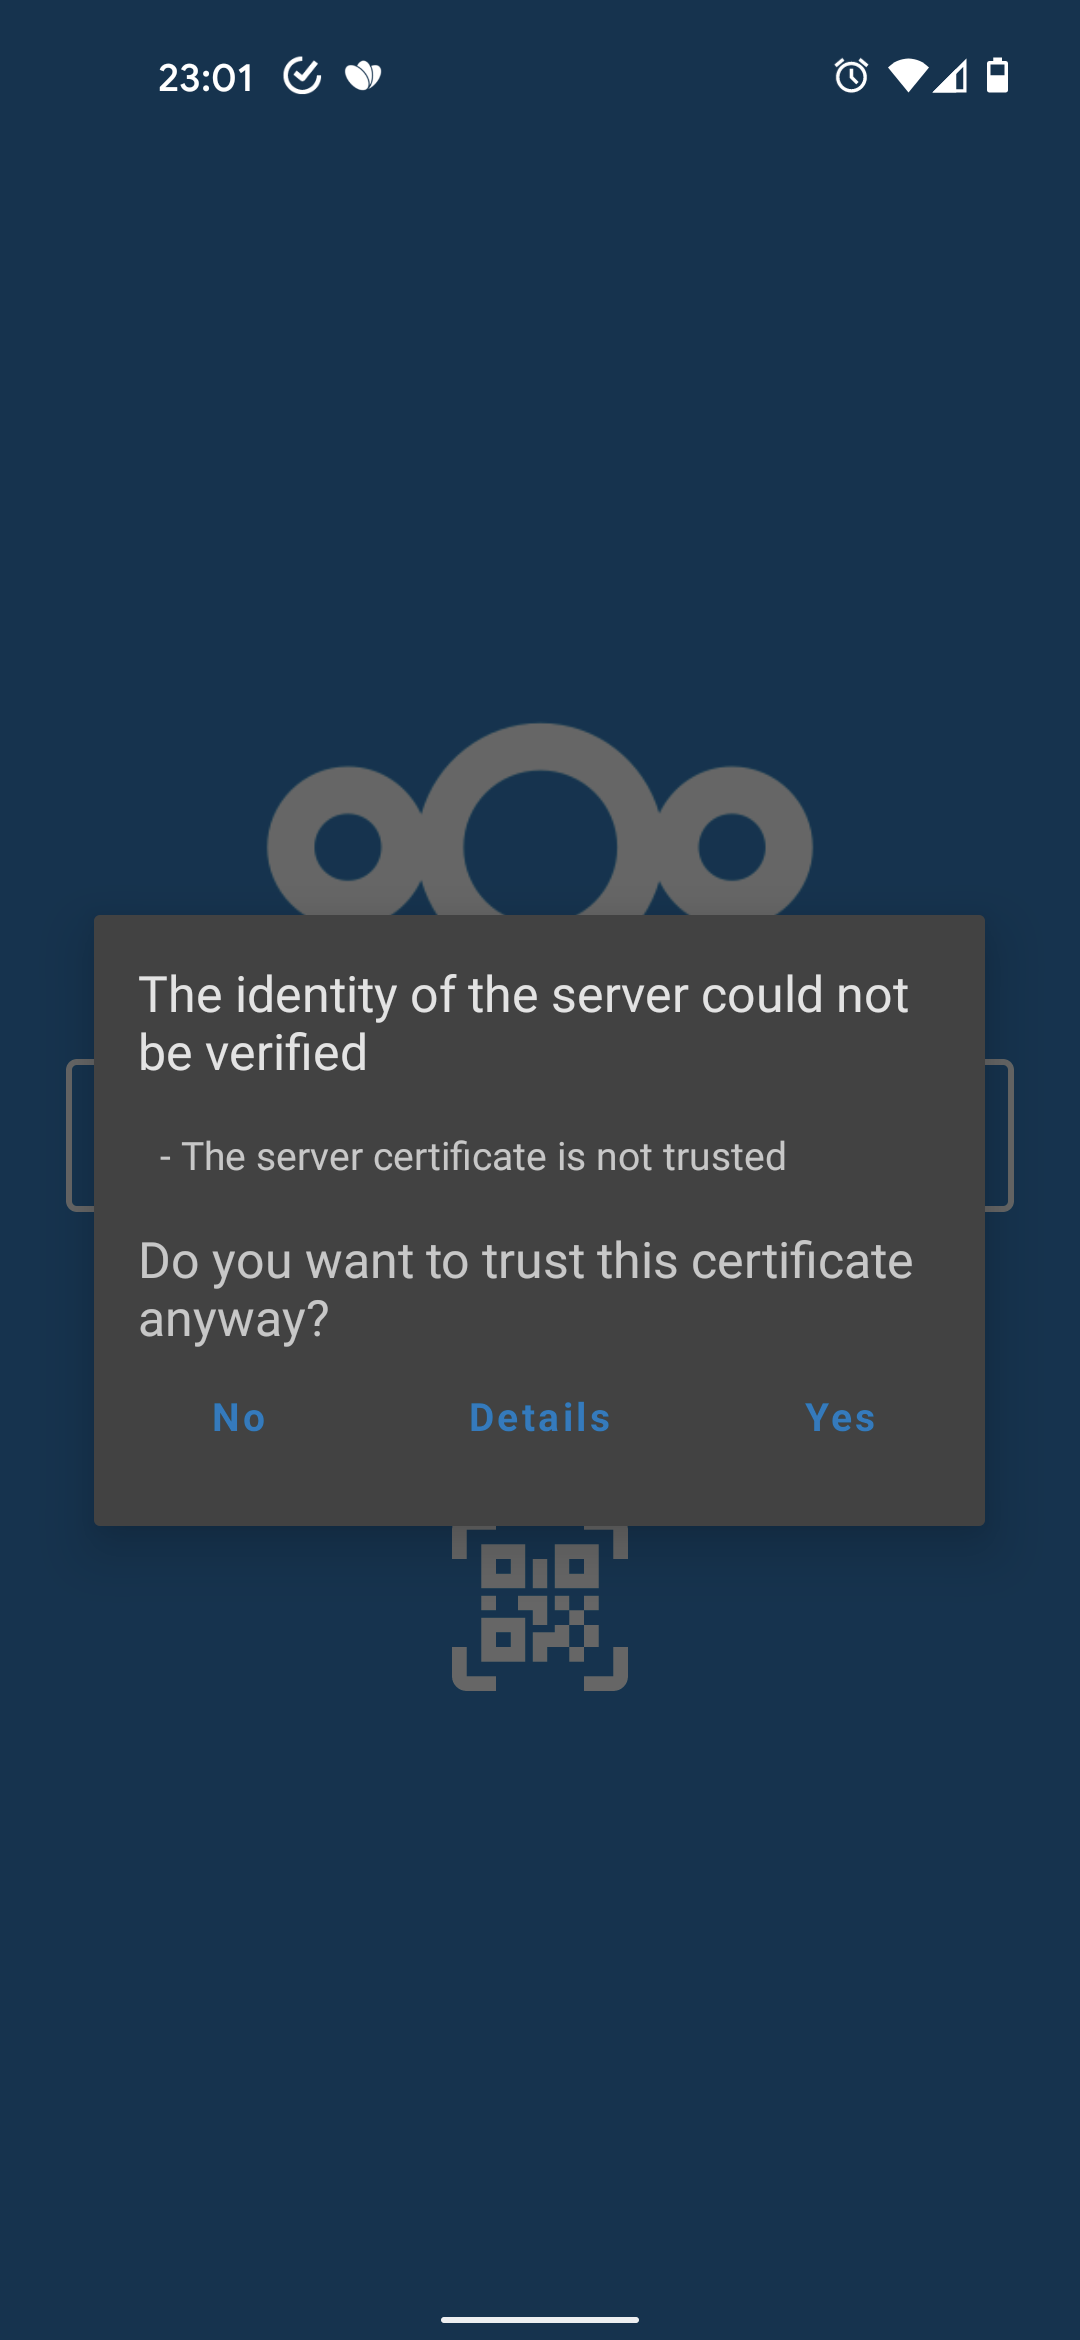 23:01
The identity of the server could not
be verified
- The server certificate is not trusted
Do you want to trust this certificate
anyway?
No Details Yes